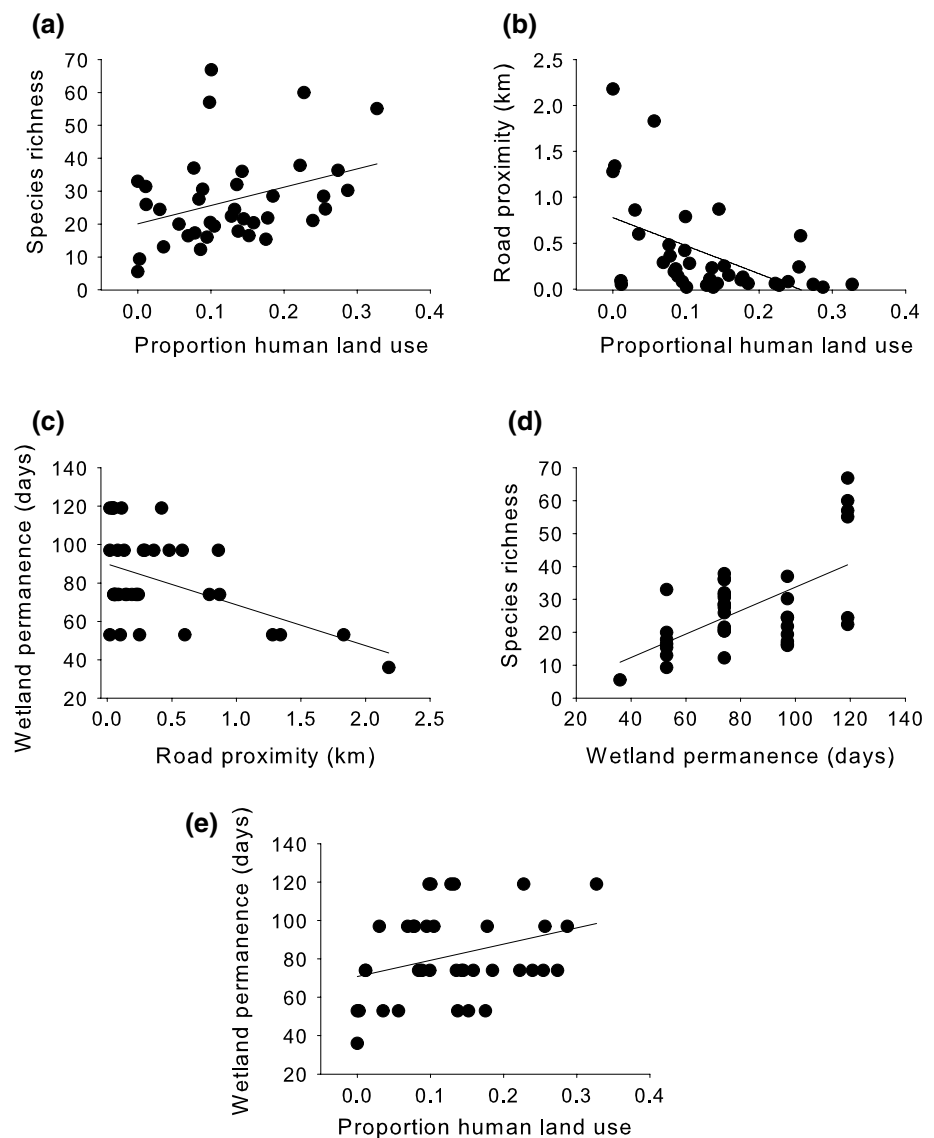 (a)
Species richness
70
60
50
40
30
20
10
0
0.0 0.1 0.2 0.3 0.4
Proportion human land use
(b)
Road proximity (km)
2.5
2.0
1.5
1.0
0.5
0.0
0.0 0.1 0.2 0.3 0.4
Proportional human land use
(c)
Wetland permanence (days)
140
120
100
80
60
40
20
0.0 0.5 1.0 1.5 2.0 2.5
Road proximity (km)
(d)
Species richness
70
60
50
40
30
20
10
0
20 40 60 80 100 120 140
Wetland permanence (days)
(e)
Wetland permanence (days)
140
120
100
80
60
40
20
0.0 0.1 0.2 0.3 0.4
Proportion human land use